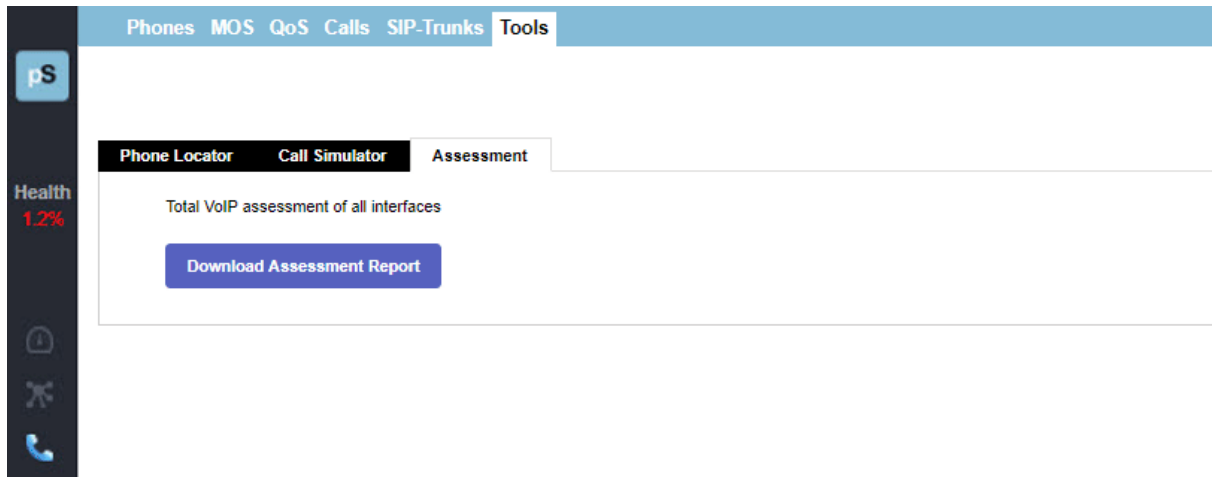 Phones MOS QoS Calls SIP-Trunks Tools
pS
Phone Locator Call Simulator Assessment
Health
1.2%
Total VoIP assessment of all interfaces
Download Assessment Report